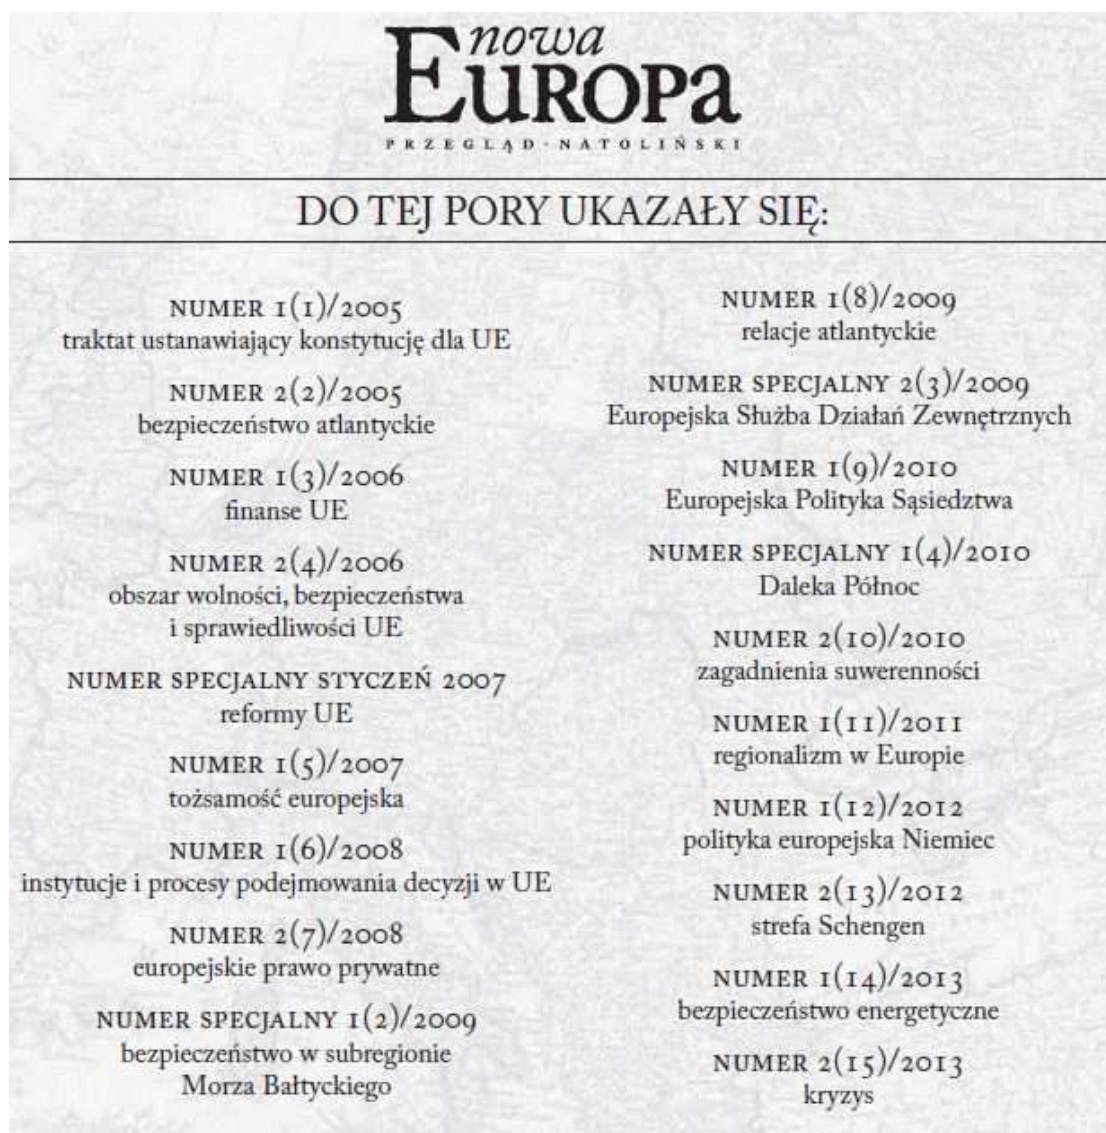 nowa
EUROPa
PRZEGLĄD·NATOLIŃSKI
DO TEJ PORY UKAZAŁY SIĘ:
NUMER 1(1)/2005
traktat ustanawiający konstytucję dla UE
NUMER 2(2)/2005
bezpieczeństwo atlantyckie
NUMER 1(3)/2006
finanse UE
NUMER 2(4)/2006
obszar wolności, bezpieczeństwa
i sprawiedliwości UE
NUMER SPECJALNY STYCZEŃ 2007
reformy UE
NUMER 1(5)/2007
tożsamość europejska
NUMER 1(6)/2008
instytucje i procesy podejmowania decyzji w UE
NUMER 2(7)/2008
europejskie prawo prywatne
NUMER SPECJALNY 1(2)/2009
bezpieczeństwo w subregionie
Morza Bałtyckiego
NUMER 1(8)/2009
relacje atlantyckie
NUMER SPECJALNY 2(3)/2009
Europejska Służba Działań Zewnętrznych
NUMER 1(9)/2010
Europejska Polityka Sąsiedztwa
NUMER SPECJALNY 1(4)/2010
Daleka Północ
NUMER 2(10)/2010
zagadnienia suwerenności
NUMER 1(11)/2011
regionalizm w Europie
NUMER 1(12)/2012
polityka europejska Niemiec
NUMER 2(13)/2012
strefa Schengen
NUMER 1(14)/2013
bezpieczeństwo energetyczne
NUMER 2(15)/2013
kryzys